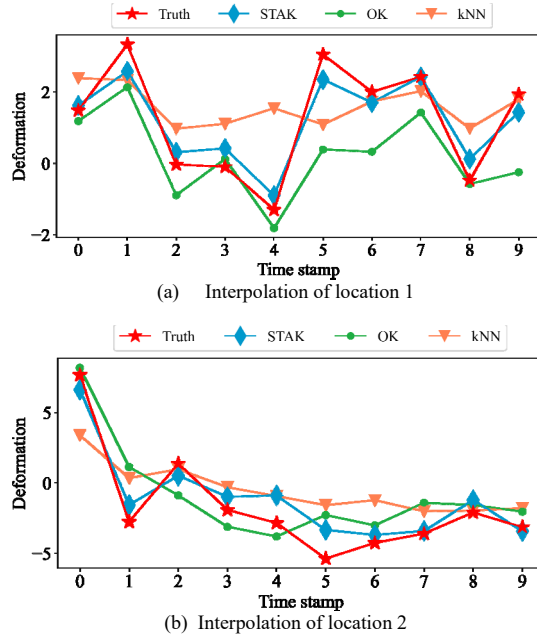 Truth STAK OK kNN
Deformation
2
0
−2
0 1 2 3 4 5 6 7 8 9
Time stamp
(a) Interpolation of location 1
Truth STAK OK kNN
Deformation
5
0
−5
0 1 2 3 4 5 6 7 8 9
Time stamp
(b) Interpolation of location 2